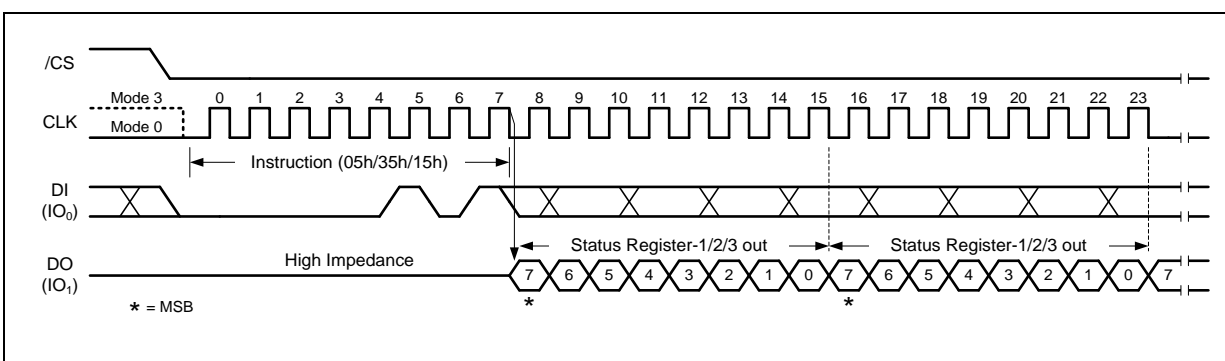 /CS
Mode 3
0 1 2 3 4 5 6 7 8 9 10 11 12 13 14 15 16 17 18 19 20 21 22 23
CLK
Mode 0
Instruction (05h/35h/15h)
DI
(IO₀)
Status Register-1/2/3 out Status Register-1/2/3 out
High Impedance
DO
(IO₁)
7 6 5 4 3 2 1 0 7 6 5 4 3 2 1 0 7
* *
* = MSB